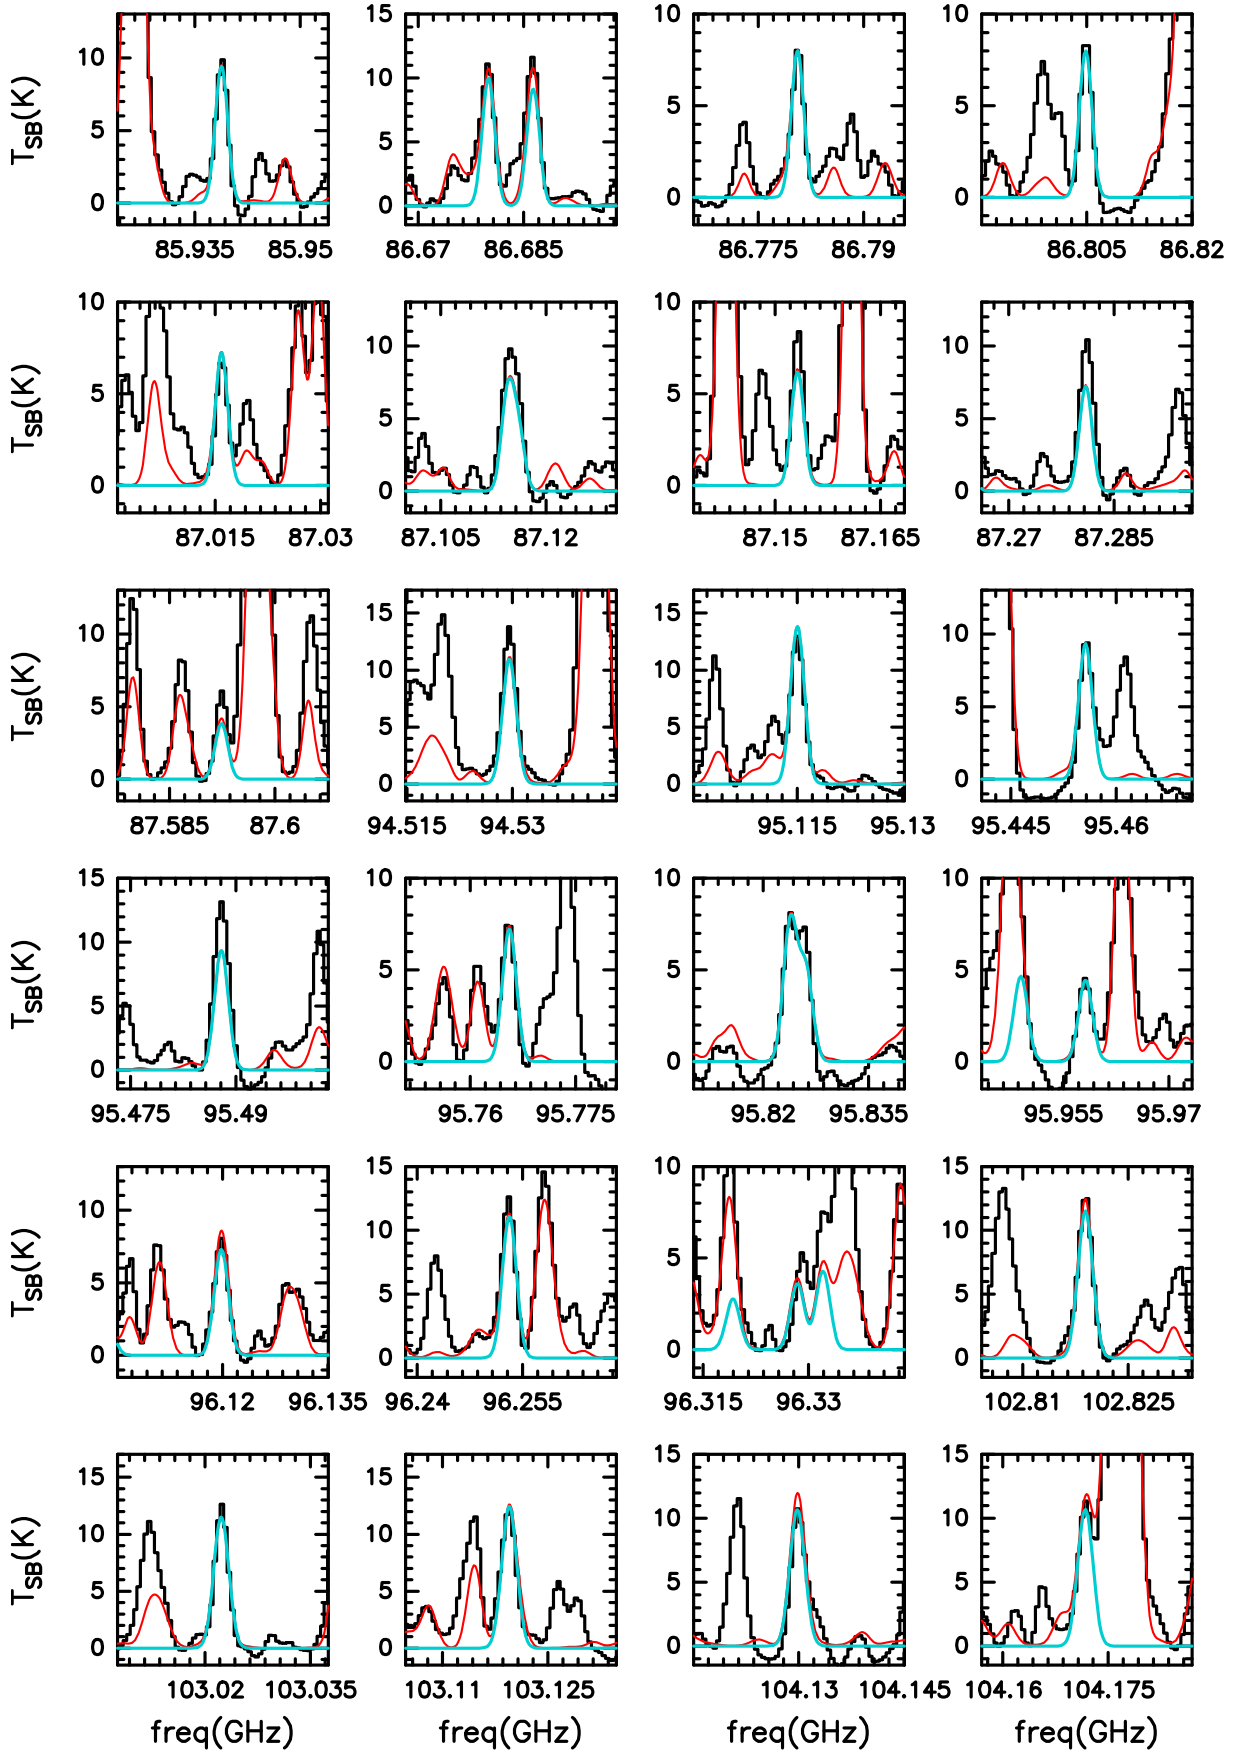 T_SB(K) 10 5 0 15 10 5 0 10 5 0 10 5 0
85.935 85.95 86.67 86.685 86.775 86.79 86.805 86.82
T_SB(K) 10 5 0 10 5 0 10 5 0 10 5 0
87.015 87.03 87.105 87.12 87.15 87.165 87.27 87.285
T_SB(K) 10 5 0 15 10 5 0 15 10 5 0 10 5 0
87.585 87.6 94.515 94.53 95.115 95.13 95.445 95.46
T_SB(K) 15 10 5 0 10 5 0 10 5 0 10 5 0
95.475 95.49 95.76 95.775 95.82 95.835 95.955 95.97
T_SB(K) 10 5 0 15 10 5 0 10 5 0 15 10 5 0
96.12 96.135 96.24 96.255 96.315 96.33 102.81 102.825
T_SB(K) 15 10 5 0 15 10 5 0 15 10 5 0 15 10 5 0
103.02 103.035 103.11 103.125 104.13 104.145 104.16 104.175
freq(GHz) freq(GHz) freq(GHz) freq(GHz)